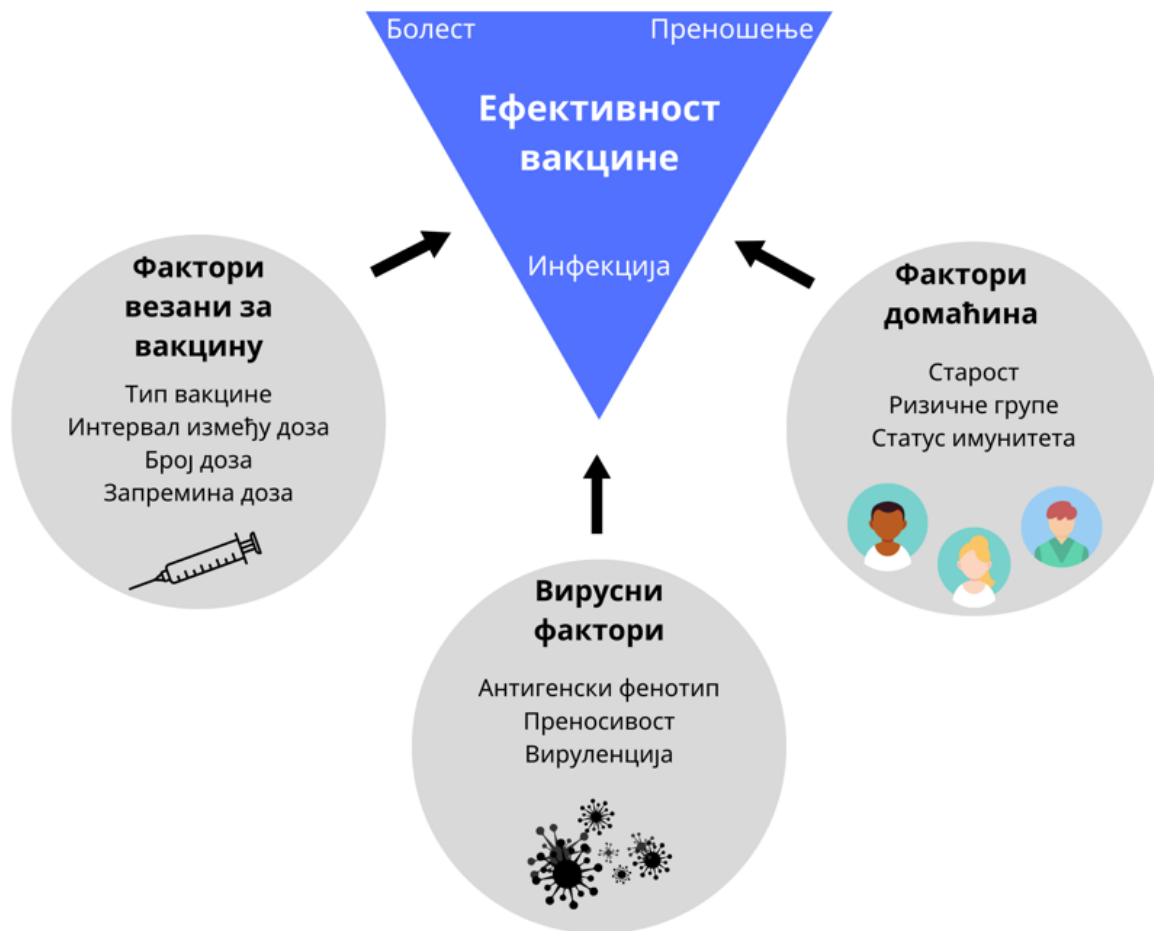 Болест
Преношење
Ефективност
вакцине
Инфекција
Фактори
везани за
вакцину
Тип вакцине
Интервал између доза
Број доза
Запремина доза
Фактори
домаћина
Старост
Ризичне групе
Статус имунитета
Вирусни
фактори
Антигенски фенотип
Преносивост
Вируленција